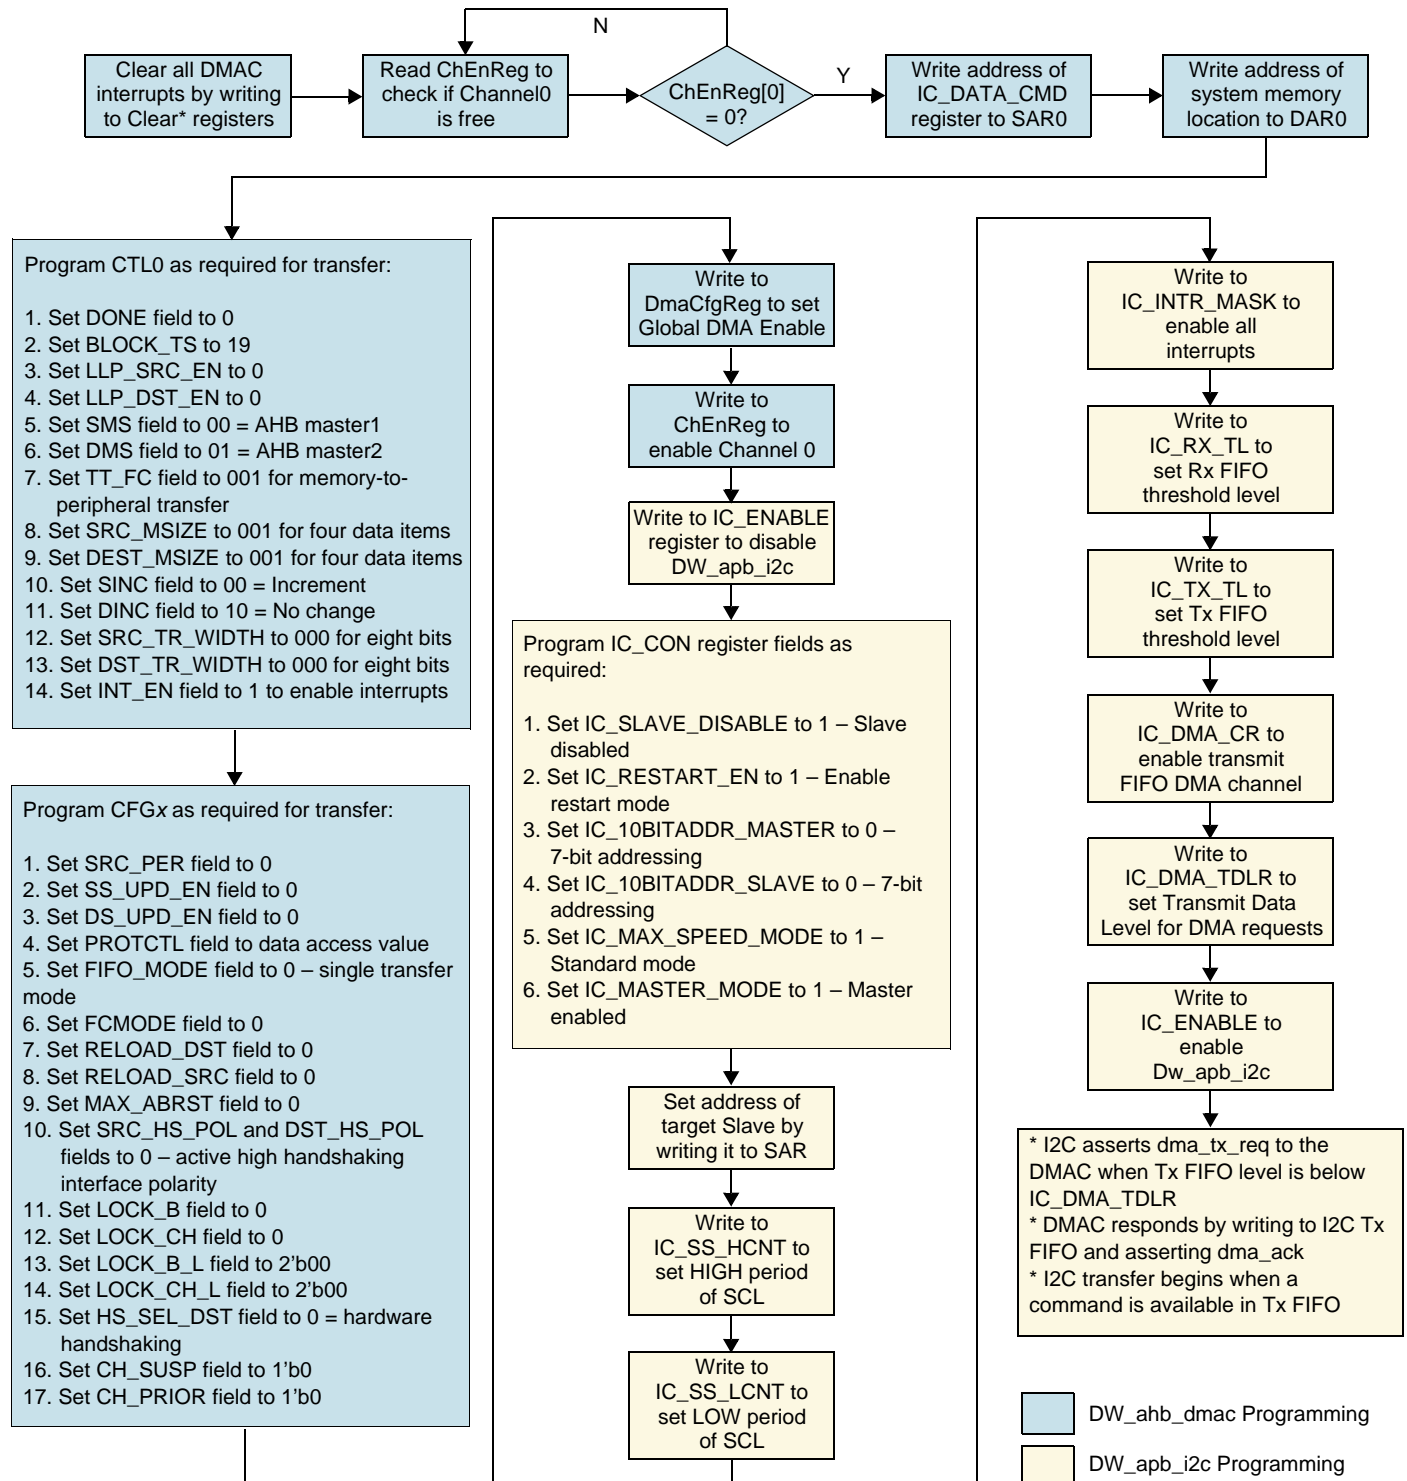 N
Clear all DMAC
interrupts by writing
to Clear* registers
Read ChEnReg to
check if Channel0
is free
ChEnReg[0]
= 0?
Y
Write address of
IC_DATA_CMD
register to SAR0
Write address of
system memory
location to DAR0
Program CTL0 as required for transfer:
1. Set DONE field to 0
2. Set BLOCK_TS to 19
3. Set LLP_SRC_EN to 0
4. Set LLP_DST_EN to 0
5. Set SMS field to 00 = AHB master1
6. Set DMS field to 01 = AHB master2
7. Set TT_FC field to 001 for memory-to-
peripheral transfer
8. Set SRC_MSIZE to 001 for four data items
9. Set DEST_MSIZE to 001 for four data items
10. Set SINC field to 00 = Increment
11. Set DINC field to 10 = No change
12. Set SRC_TR_WIDTH to 000 for eight bits
13. Set DST_TR_WIDTH to 000 for eight bits
14. Set INT_EN field to 1 to enable interrupts
Program CFGx as required for transfer:
1. Set SRC_PER field to 0
2. Set SS_UPD_EN field to 0
3. Set DS_UPD_EN field to 0
4. Set PROTCTL field to data access value
5. Set FIFO_MODE field to 0 – single transfer
mode
6. Set FCMODE field to 0
7. Set RELOAD_DST field to 0
8. Set RELOAD_SRC field to 0
9. Set MAX_ABRST field to 0
10. Set SRC_HS_POL and DST_HS_POL
fields to 0 – active high handshaking
interface polarity
11. Set LOCK_B field to 0
12. Set LOCK_CH field to 0
13. Set LOCK_B_L field to 2'b00
14. Set LOCK_CH_L field to 2'b00
15. Set HS_SEL_DST field to 0 = hardware
handshaking
16. Set CH_SUSP field to 1'b0
17. Set CH_PRIOR field to 1'b0
Write to
DmaCfgReg to set
Global DMA Enable
Write to
ChEnReg to
enable Channel 0
Write to IC_ENABLE
register to disable
DW_apb_i2c
Program IC_CON register fields as
required:
1. Set IC_SLAVE_DISABLE to 1 – Slave
disabled
2. Set IC_RESTART_EN to 1 – Enable
restart mode
3. Set IC_10BITADDR_MASTER to 0 –
7-bit addressing
4. Set IC_10BITADDR_SLAVE to 0 – 7-bit
addressing
5. Set IC_MAX_SPEED_MODE to 1 –
Standard mode
6. Set IC_MASTER_MODE to 1 – Master
enabled
Set address of
target Slave by
writing it to SAR
Write to
IC_SS_HCNT to
set HIGH period
of SCL
Write to
IC_SS_LCNT to
set LOW period
of SCL
Write to
IC_INTR_MASK to
enable all
interrupts
Write to
IC_RX_TL to
set Rx FIFO
threshold level
Write to
IC_TX_TL to
set Tx FIFO
threshold level
Write to
IC_DMA_CR to
enable transmit
FIFO DMA channel
Write to
IC_DMA_TDLR to
set Transmit Data
Level for DMA requests
Write to
IC_ENABLE to
enable
Dw_apb_i2c
* I2C asserts dma_tx_req to the
DMAC when Tx FIFO level is below
IC_DMA_TDLR
* DMAC responds by writing to I2C Tx
FIFO and asserting dma_ack
* I2C transfer begins when a
command is available in Tx FIFO
DW_ahb_dmac Programming
DW_apb_i2c Programming